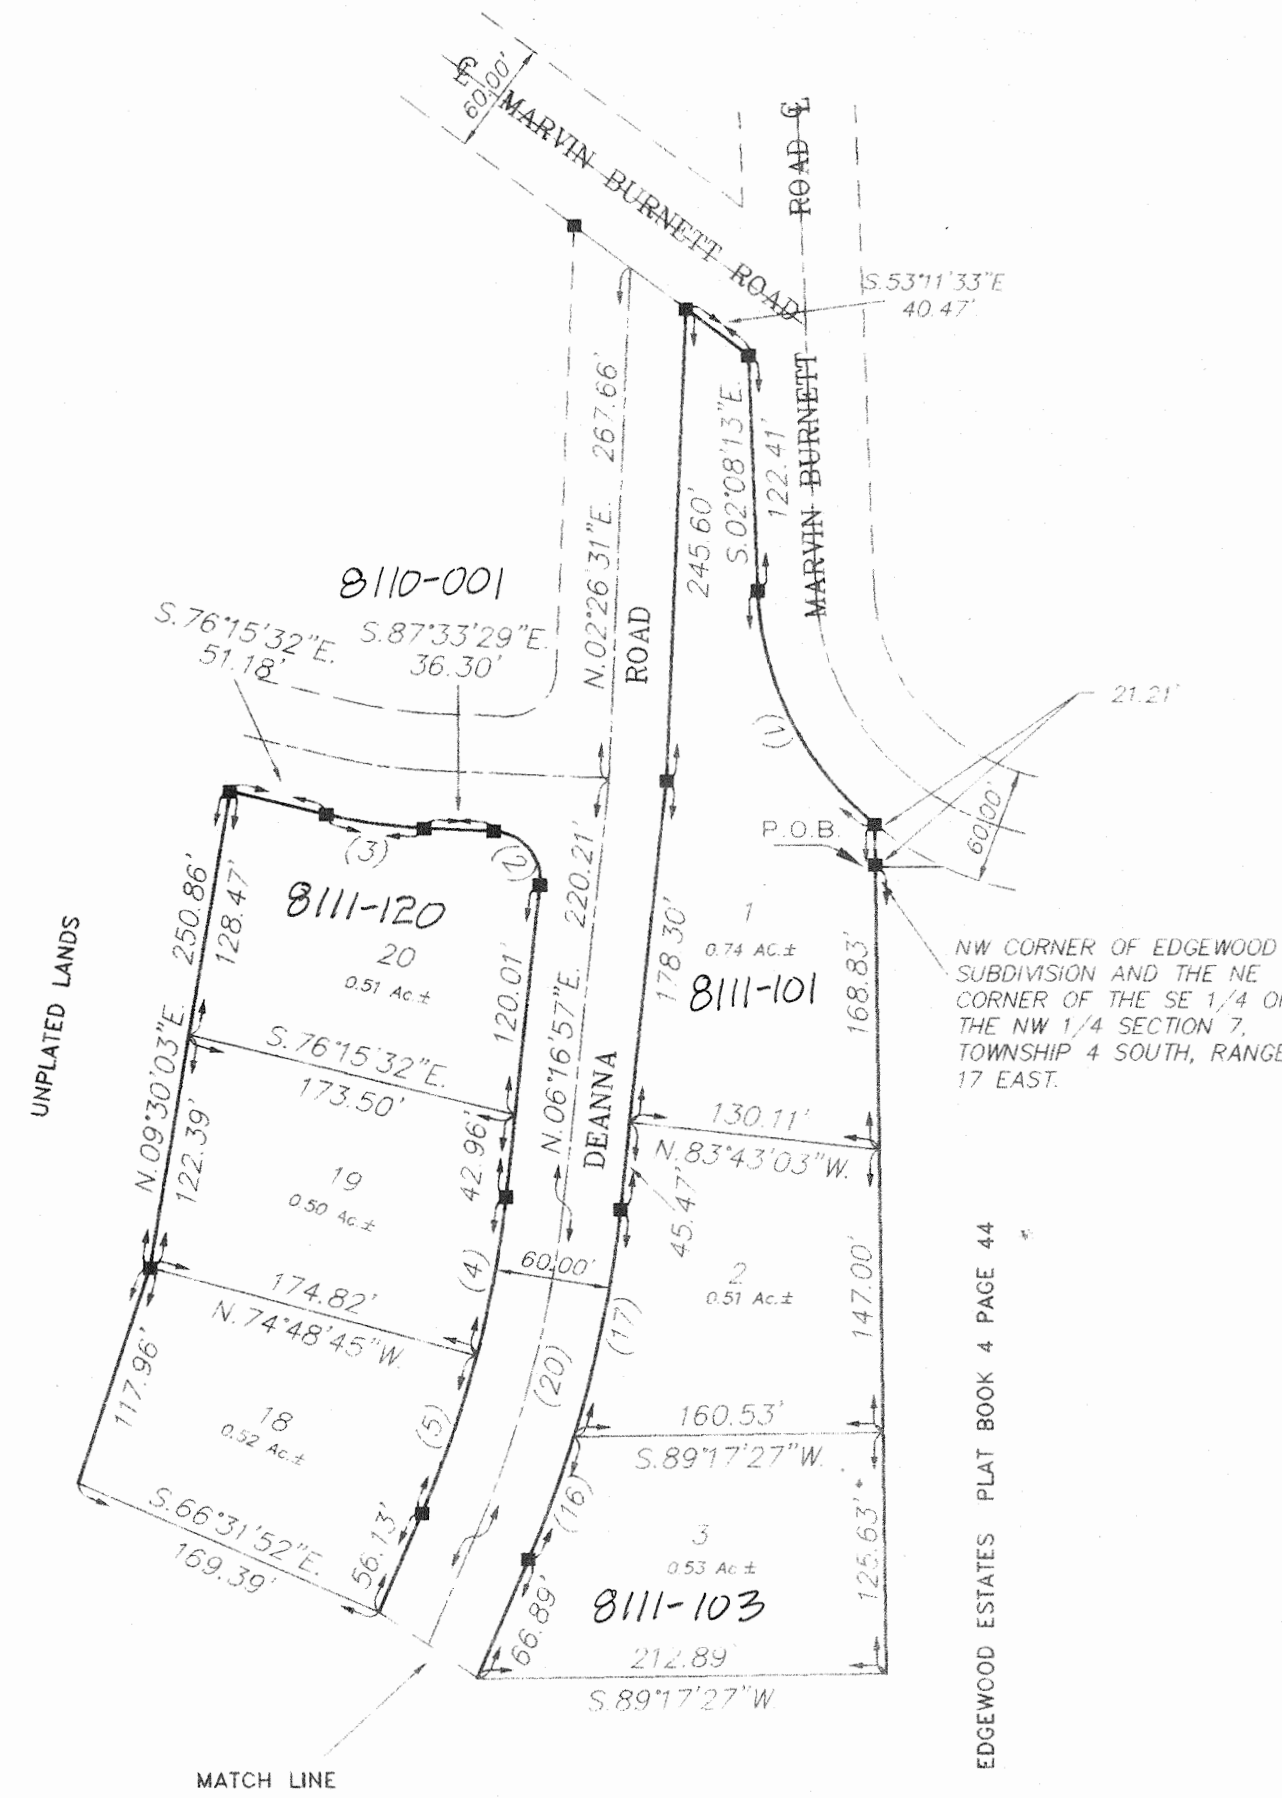 ℄
60.00'
MARVIN BURNETT ROAD
ROAD ℄
MARVIN BURNETT
S.53°11'33"E
40.47'
N.02°26'31"E. 267.66'
245.60'
S.02°08'13"E.
122.41'
8110-001
S.76°15'32"E.
51.18'
S.87°33'29"E.
36.30'
ROAD
(1)
21.21'
60.00'
P.O.B.
(3)
(2)
8111-120
20
0.51 Ac.±
250.86'
128.47'
N.09°30'03"E.
UNPLATED LANDS
120.01'
220.21'
N.06°16'57"E.
DEANNA
178.30'
1
0.74 AC.±
8111-101
168.83'
NW CORNER OF EDGEWOOD
SUBDIVISION AND THE NE
CORNER OF THE SE 1/4 OF
THE NW 1/4 SECTION 7,
TOWNSHIP 4 SOUTH, RANGE
17 EAST.
S.76°15'32"E.
173.50'
130.11'
N.83°43'03"W.
122.39'
19
0.50 Ac.±
42.96'
45.47'
(4)
60.00'
174.82'
N.74°48'45"W.
2
0.51 Ac.±
147.00'
(17)
(20)
117.96'
18
0.52 Ac.±
(5)
160.53'
S.89°17'27"W.
EDGEWOOD ESTATES PLAT BOOK 4 PAGE 44
S.66°31'52"E.
169.39'
56.13'
(16)
3
0.53 Ac ±
8111-103
125.63'
66.89'
212.89'
S.89°17'27"W.
MATCH LINE